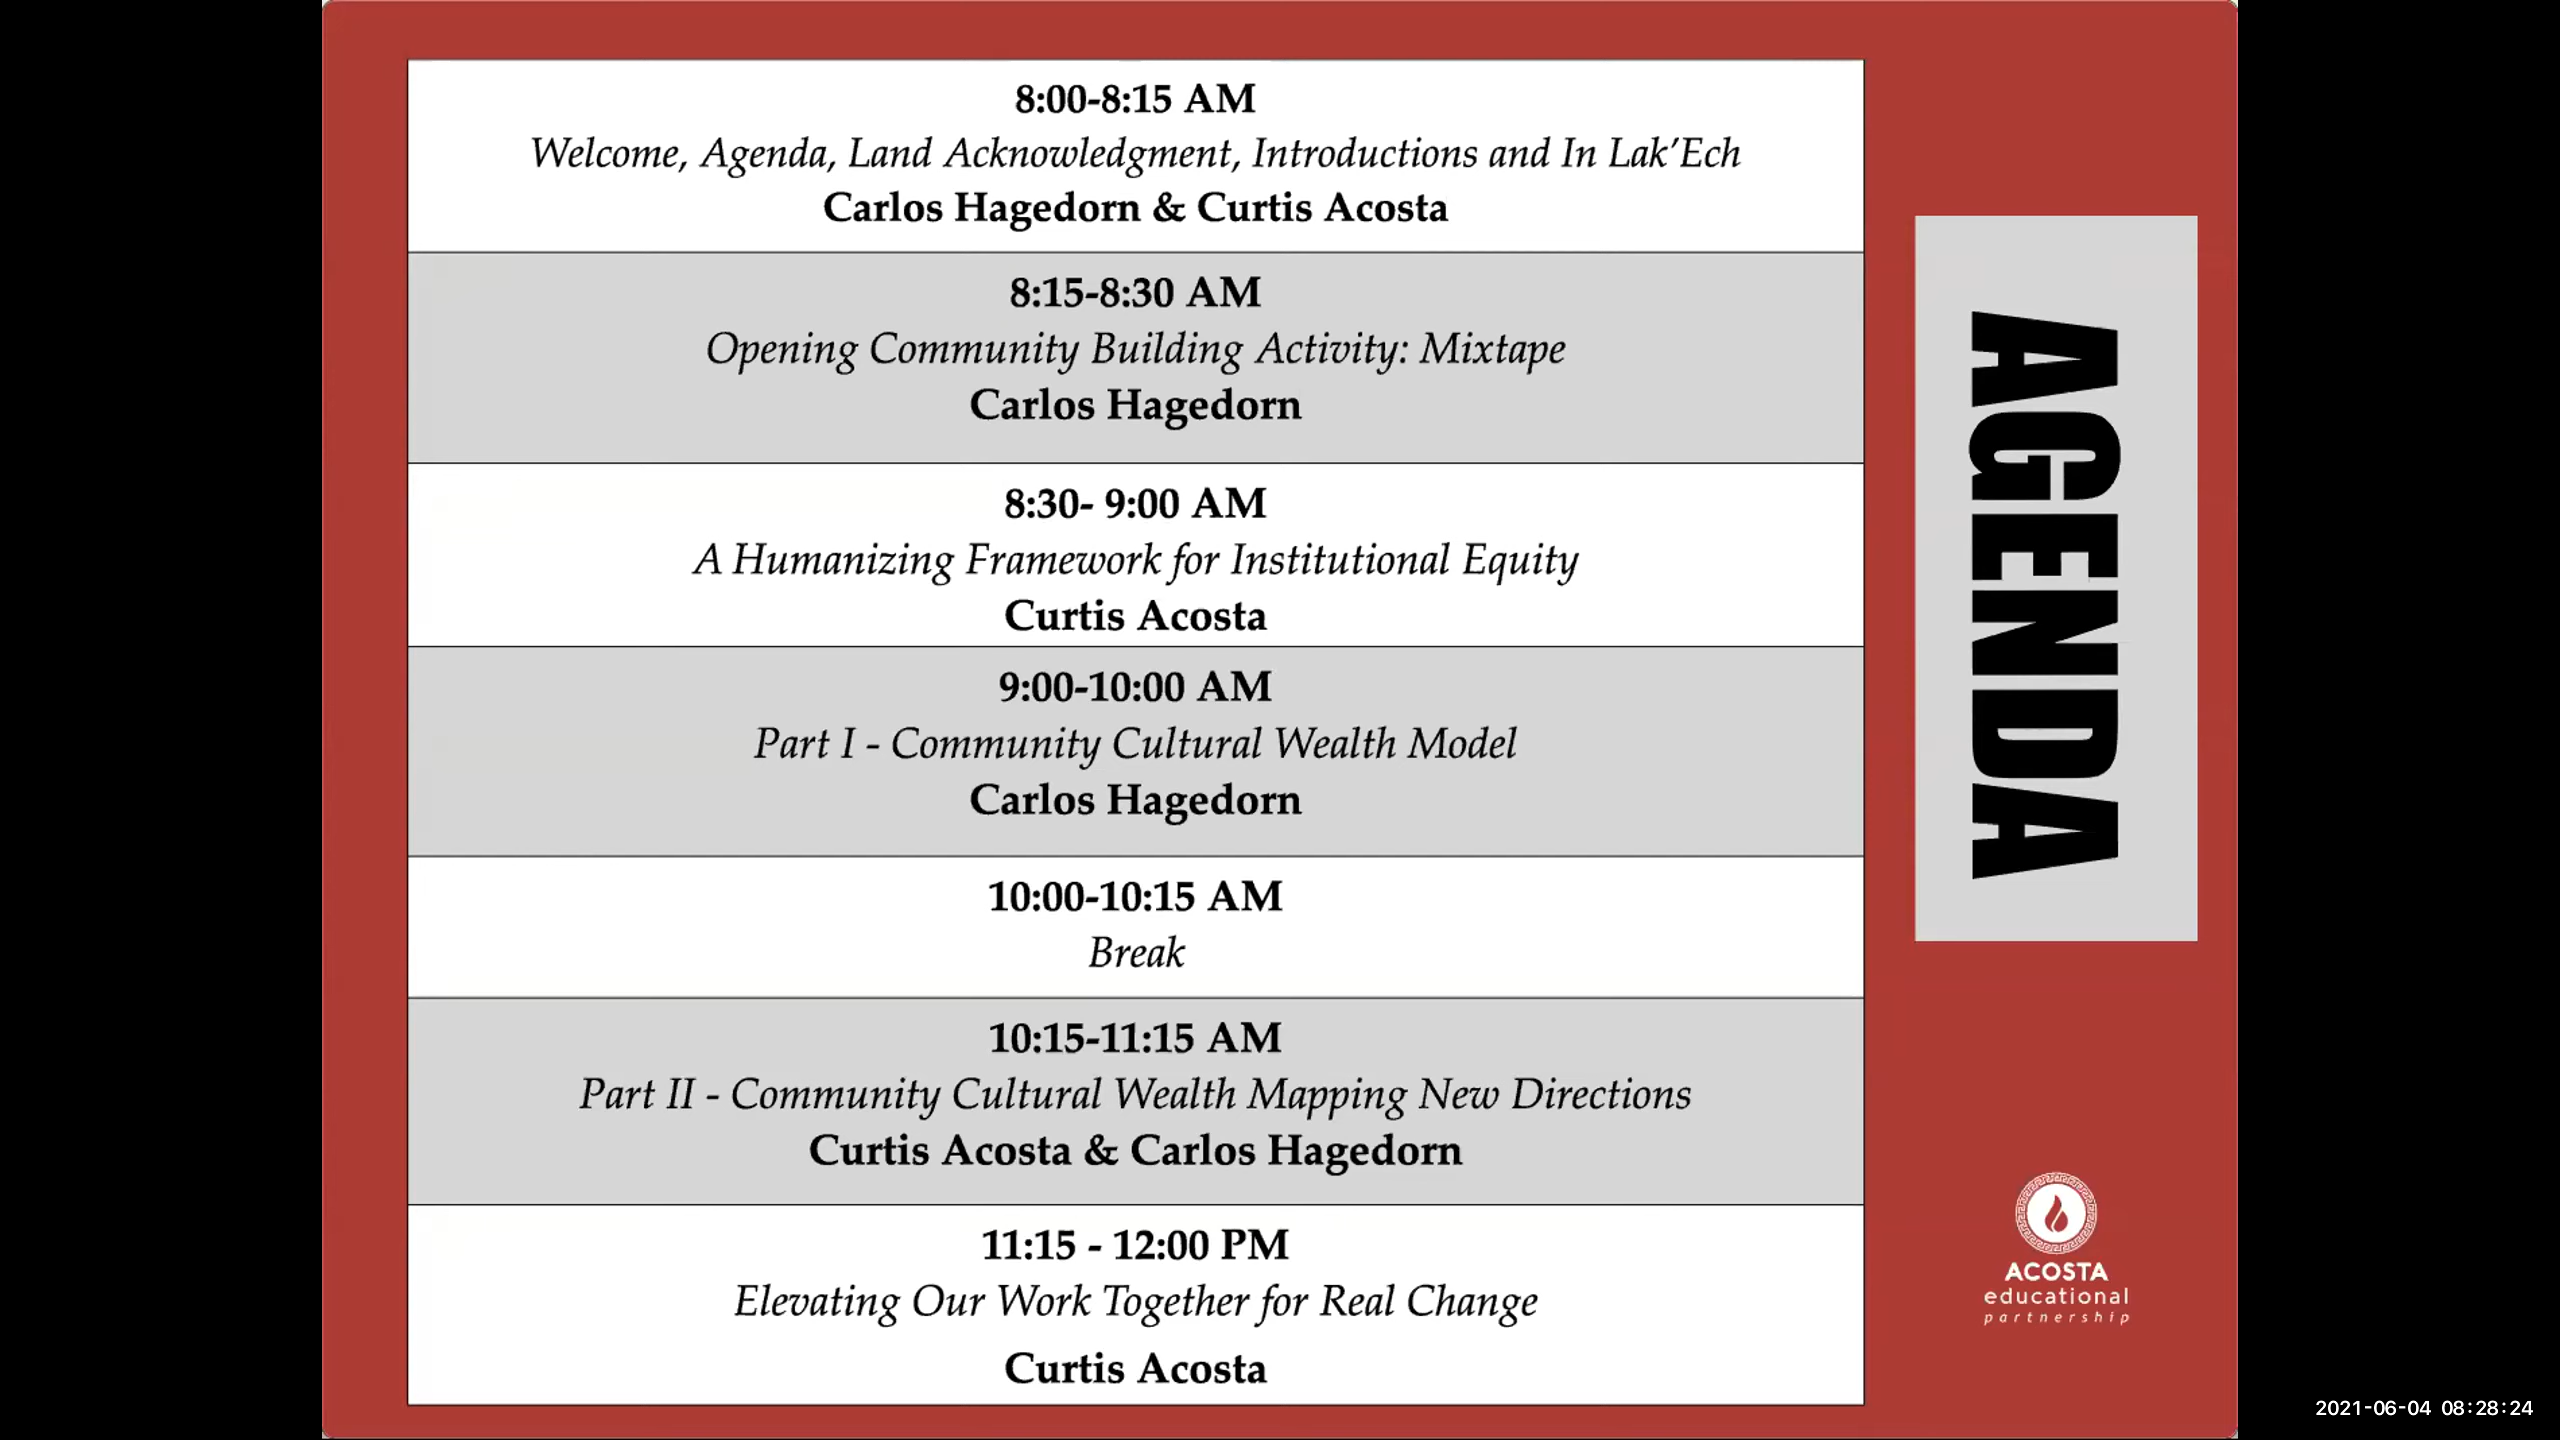 8:00-8:15 AM
Welcome, Agenda, Land Acknowledgment, Introductions and In Lak’Ech
Carlos Hagedorn & Curtis Acosta
8:15-8:30 AM
Opening Community Building Activity: Mixtape
Carlos Hagedorn
8:30- 9:00 AM
A Humanizing Framework for Institutional Equity
Curtis Acosta
9:00-10:00 AM
Part I - Community Cultural Wealth Model
Carlos Hagedorn
10:00-10:15 AM
Break
10:15-11:15 AM
Part II - Community Cultural Wealth Mapping New Directions
Curtis Acosta & Carlos Hagedorn
11:15 - 12:00 PM
Elevating Our Work Together for Real Change
Curtis Acosta
AGENDA
ACOSTA
educational
partnership
2021-06-04 08:28:24